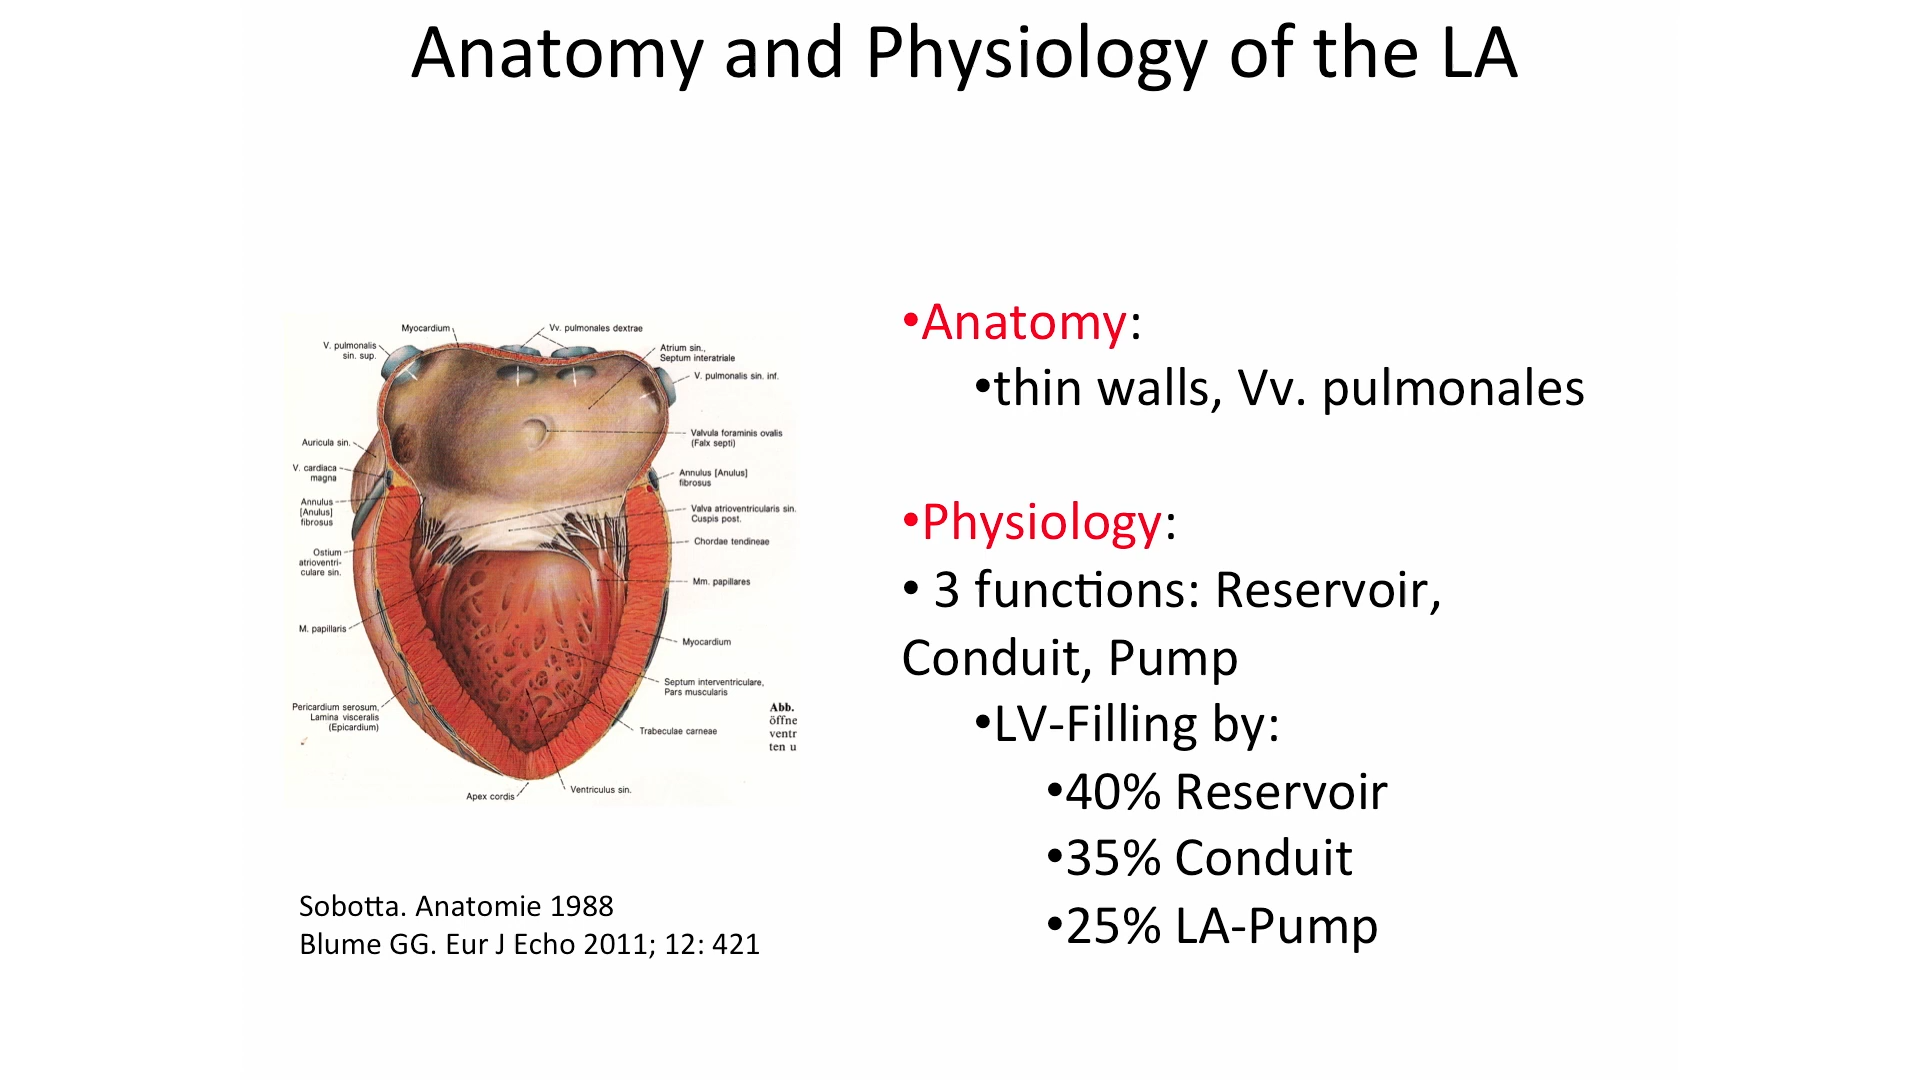 Anatomy and Physiology of the LA
Myocardium
Vv. pulmonales dextrae
V. pulmonalis
sin. sup.
Atrium sin.,
Septum interatriale
V. pulmonalis sin. inf.
Valvula foraminis ovalis
(Falx septi)
Auricula sin.
V. cardiaca
magna
Annulus [Anulus]
fibrosus
Annulus
[Anulus]
fibrosus
Valva atrioventricularis sin.
Cuspis post.
Chordae tendineae
Ostium
atrioventri-
culare sin.
Mm. papillares
M. papillaris
Myocardium
Septum interventriculare,
Pars muscularis
Pericardium serosum,
Lamina visceralis
(Epicardium)
Trabeculae carneae
Abb.
öffne
ventr
ten u
Ventriculus sin.
Apex cordis
Sobotta. Anatomie 1988
Blume GG. Eur J Echo 2011; 12: 421
•Anatomy:
•thin walls, Vv. pulmonales
•Physiology:
• 3 functions: Reservoir,
Conduit, Pump
•LV-Filling by:
•40% Reservoir
•35% Conduit
•25% LA-Pump